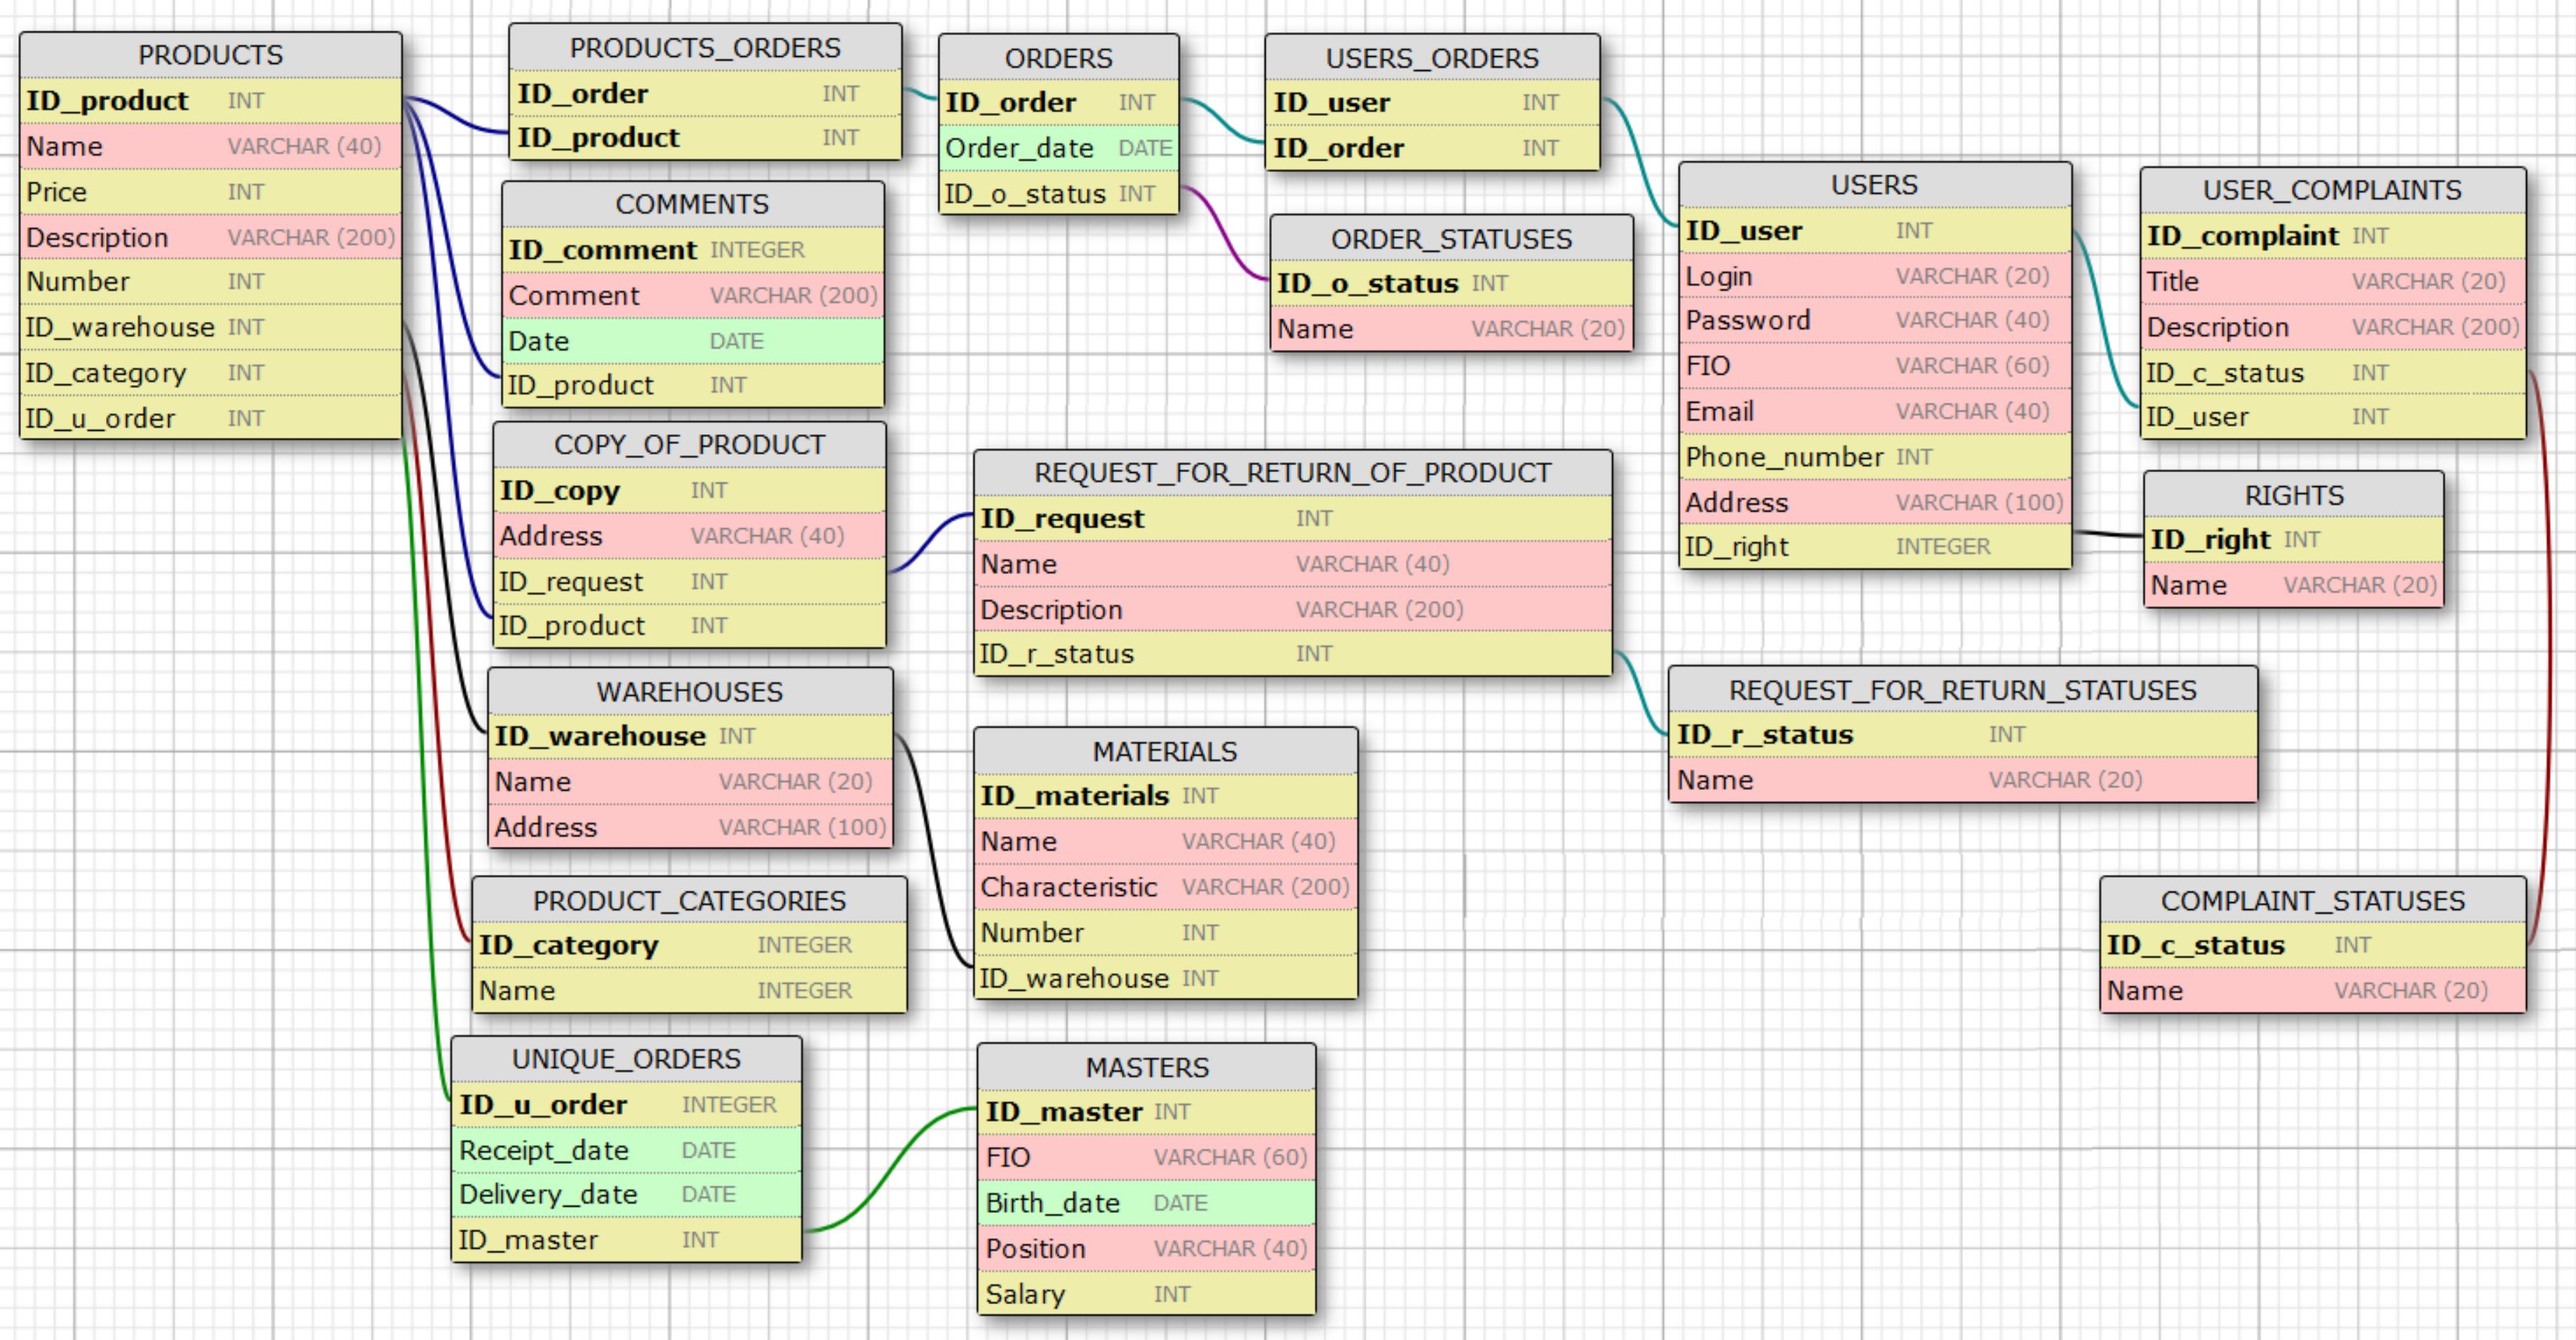 PRODUCTS
ID_product INT
Name VARCHAR (40)
Price INT
Description VARCHAR (200)
Number INT
ID_warehouse INT
ID_category INT
ID_u_order INT
PRODUCTS_ORDERS
ID_order INT
ID_product INT
COMMENTS
ID_comment INTEGER
Comment VARCHAR (200)
Date DATE
ID_product INT
COPY_OF_PRODUCT
ID_copy INT
Address VARCHAR (40)
ID_request INT
ID_product INT
WAREHOUSES
ID_warehouse INT
Name VARCHAR (20)
Address VARCHAR (100)
PRODUCT_CATEGORIES
ID_category INTEGER
Name INTEGER
UNIQUE_ORDERS
ID_u_order INTEGER
Receipt_date DATE
Delivery_date DATE
ID_master INT
ORDERS
ID_order INT
Order_date DATE
ID_o_status INT
USERS_ORDERS
ID_user INT
ID_order INT
ORDER_STATUSES
ID_o_status INT
Name VARCHAR (20)
REQUEST_FOR_RETURN_OF_PRODUCT
ID_request INT
Name VARCHAR (40)
Description VARCHAR (200)
ID_r_status INT
MATERIALS
ID_materials INT
Name VARCHAR (40)
Characteristic VARCHAR (200)
Number INT
ID_warehouse INT
MASTERS
ID_master INT
FIO VARCHAR (60)
Birth_date DATE
Position VARCHAR (40)
Salary INT
USERS
ID_user INT
Login VARCHAR (20)
Password VARCHAR (40)
FIO VARCHAR (60)
Email VARCHAR (40)
Phone_number INT
Address VARCHAR (100)
ID_right INTEGER
USER_COMPLAINTS
ID_complaint INT
Title VARCHAR (20)
Description VARCHAR (200)
ID_c_status INT
ID_user INT
RIGHTS
ID_right INT
Name VARCHAR (20)
REQUEST_FOR_RETURN_STATUSES
ID_r_status INT
Name VARCHAR (20)
COMPLAINT_STATUSES
ID_c_status INT
Name VARCHAR (20)